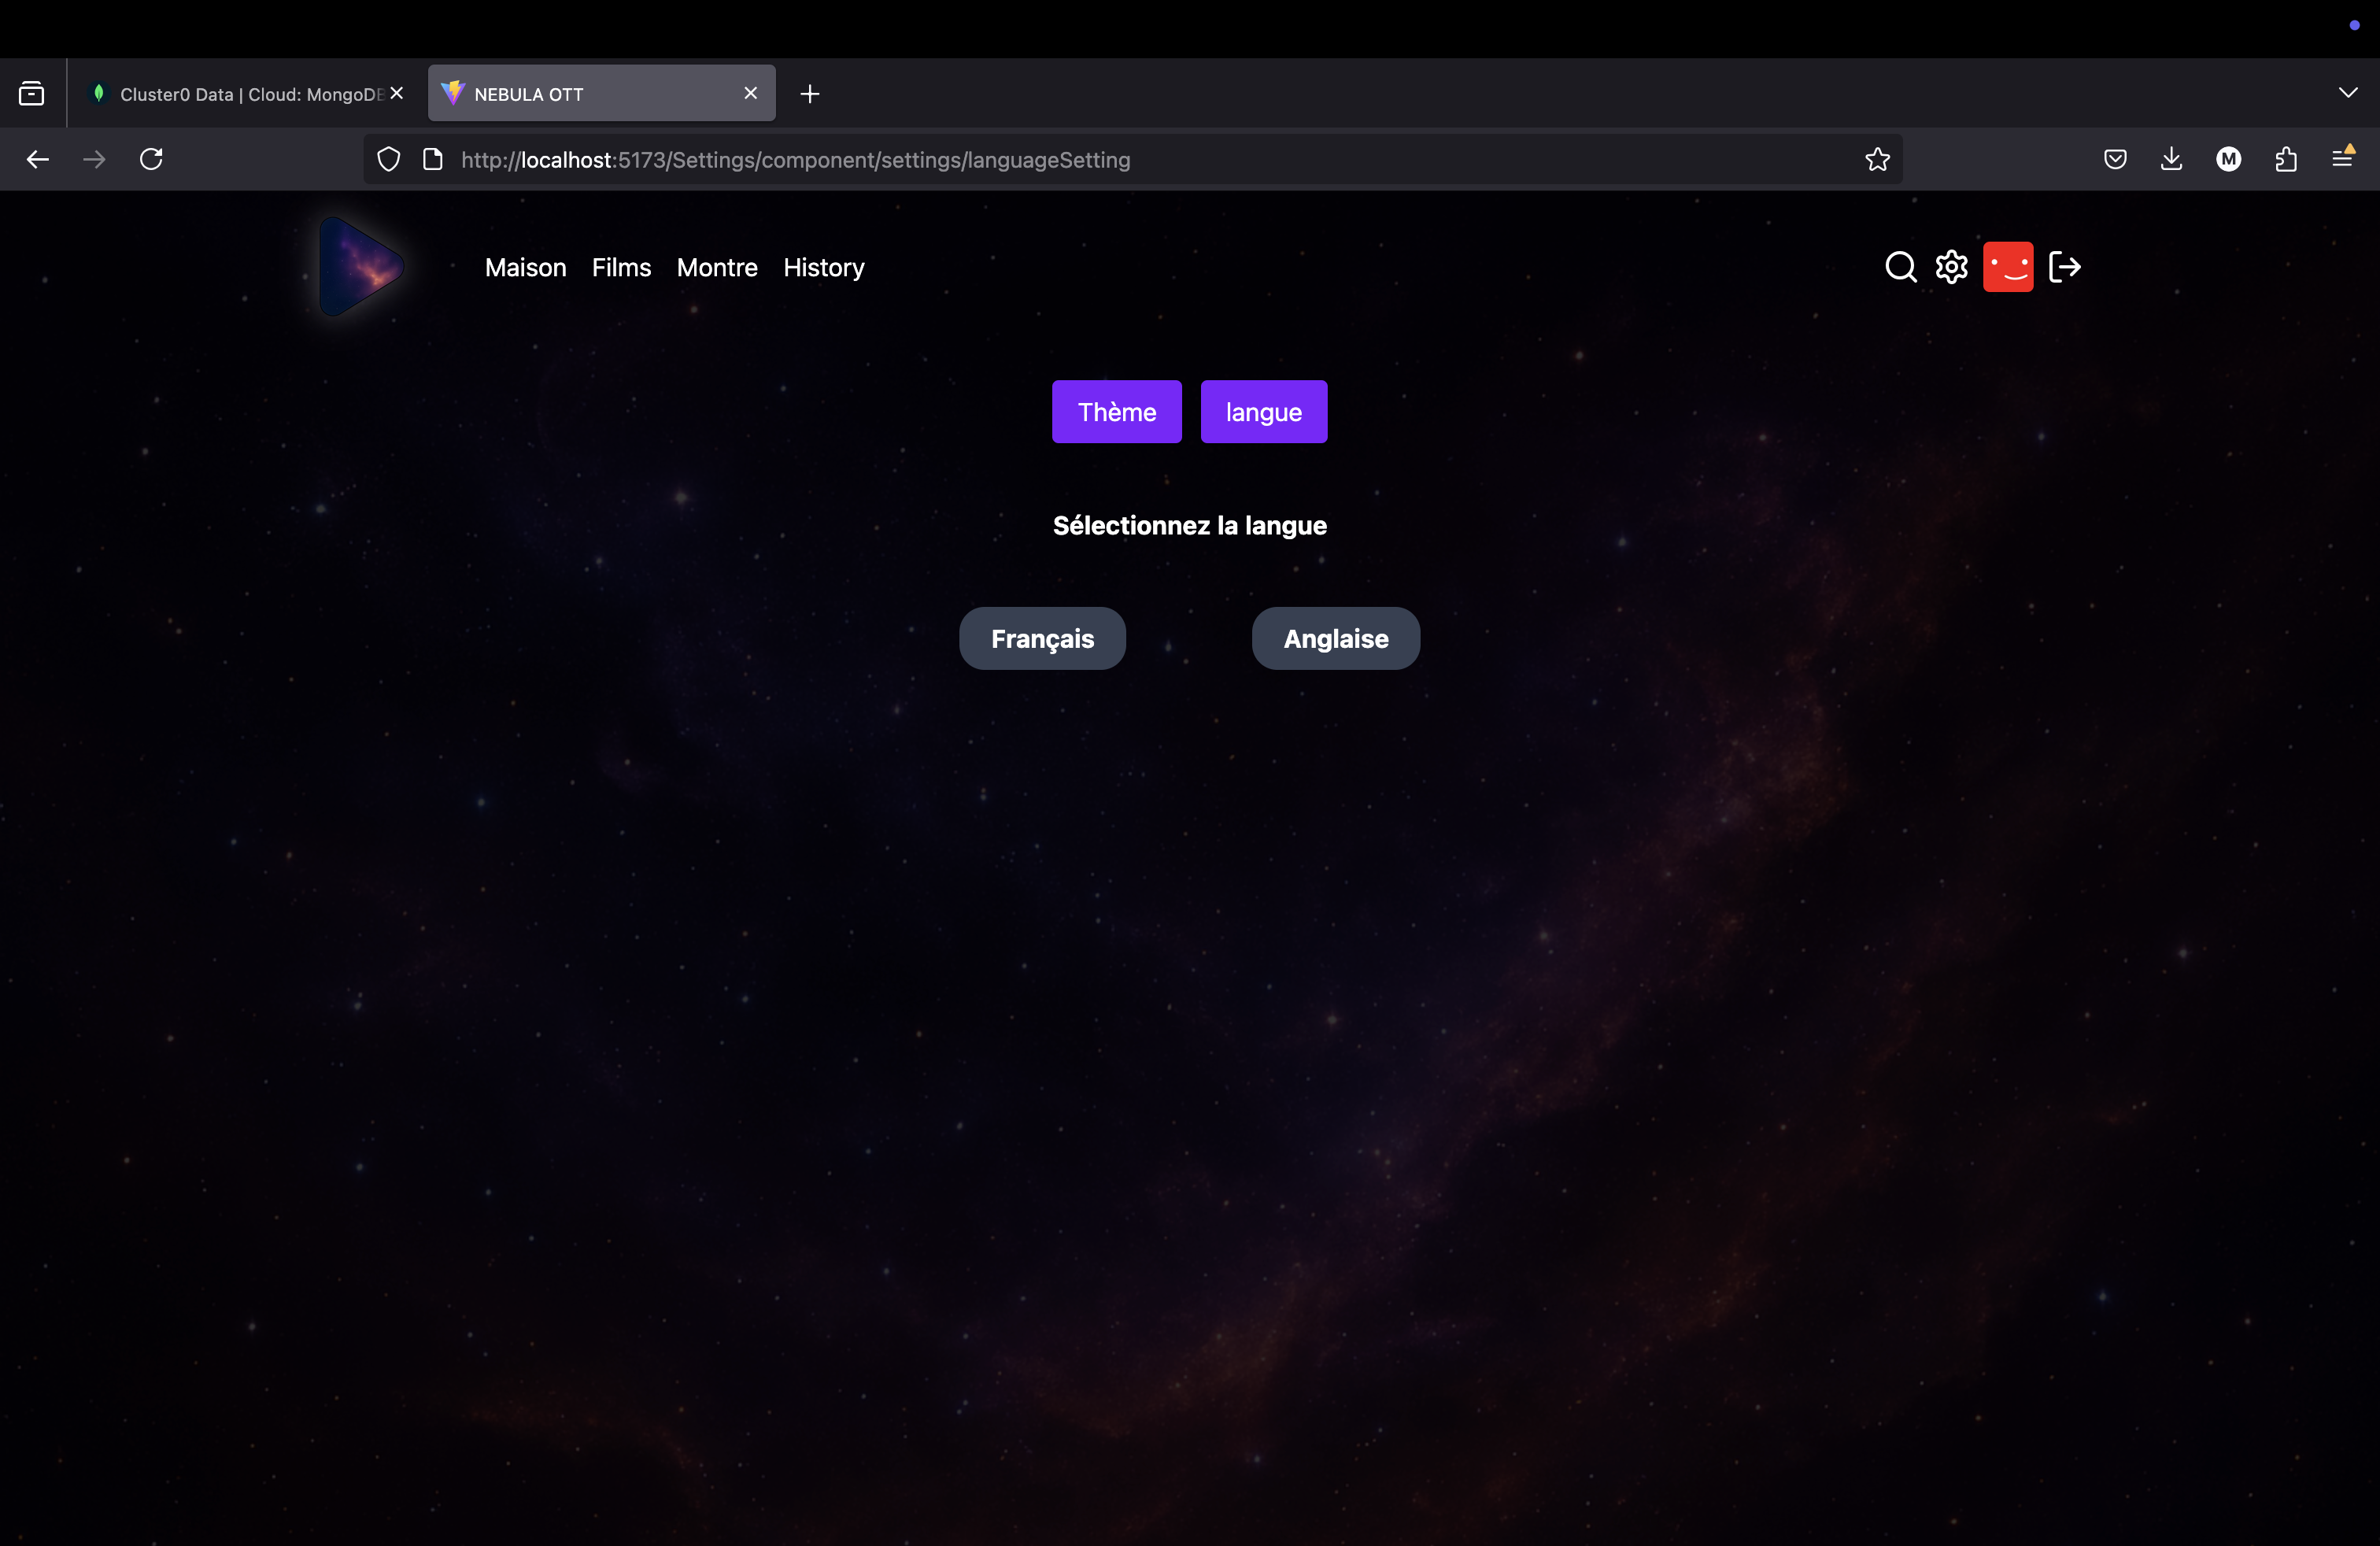 Cluster0 Data | Cloud: MongoDB
NEBULA OTT
http://localhost:5173/Settings/component/settings/languageSetting
M
Maison Films Montre History
Thème langue
Sélectionnez la langue
Français Anglaise